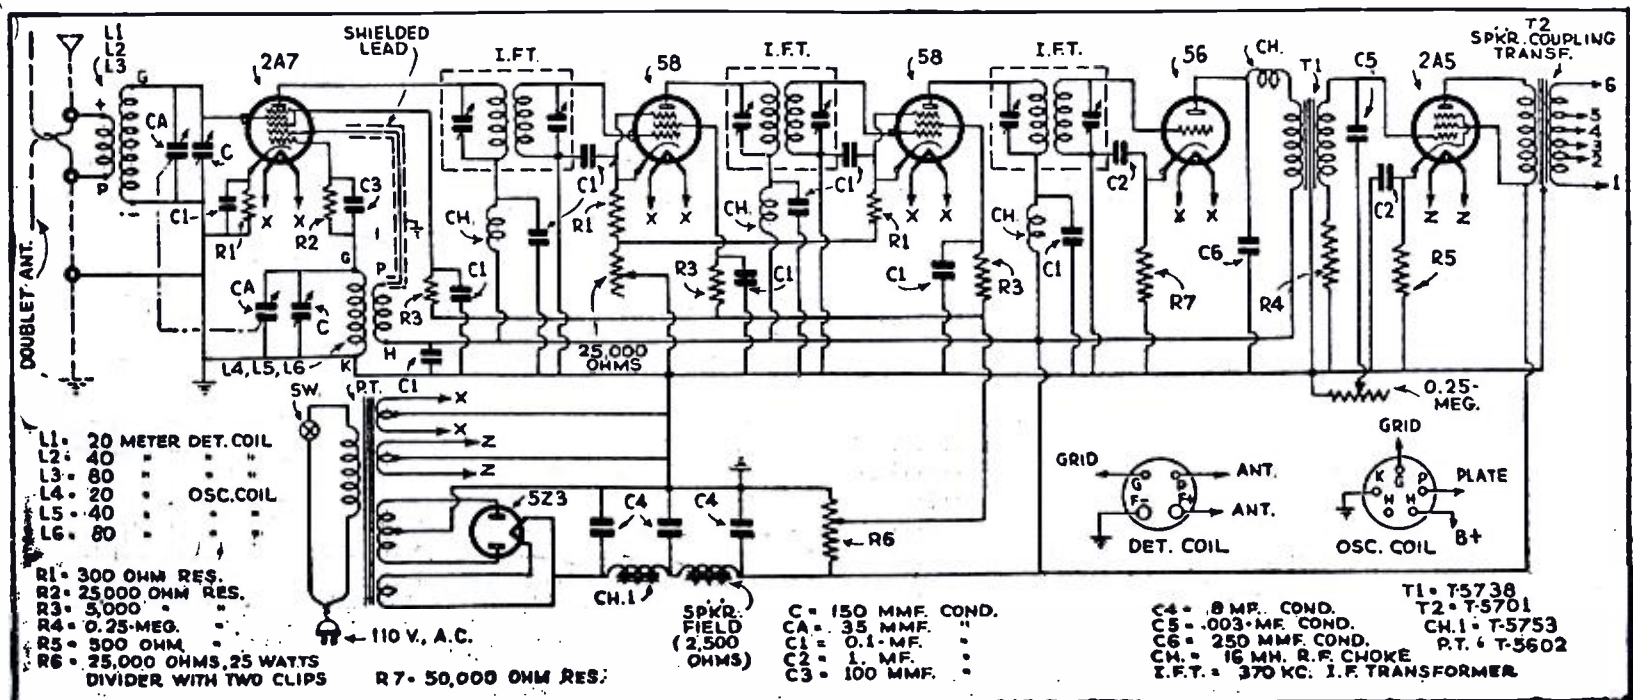 L1
L2
L3
G
+
P
CA
C
2A7
SHIELDED
LEAD
I.F.T.
58
I.F.T.
58
I.F.T.
56
CH.
T1
C5
2A5
T2
SPKR. COUPLING
TRANSF.
6
5
4
3
2
1
DOUBLET ANT.
C1
R1
X
X
R2
C3
I
G
P
CA
C
L4, L5, L6
K
H
R3
C1
C1
CH.
C1
R1
X
X
25,000
OHMS
R3
C1
CH.
C1
R1
X
X
C1
R3
CH.
C1
C2
X
X
R7
C6
R4
C2
Z
Z
R5
0.25-
MEG.
SW.
P.T.
X
X
Z
Z
5Z3
C4
C4
R6
CH.1
SPKR.
FIELD
(2,500
OHMS)
110 V., A.C.
GRID
ANT.
G
P
F-
F+
ANT.
DET. COIL
GRID
PLATE
K
G
P
H
H
B+
OSC. COIL
L1= 20 METER DET. COIL
L2= 40 " " "
L3= 80 " " "
L4= 20 " OSC. COIL
L5= 40 " " "
L6= 80 " " "
R1= 300 OHM RES.
R2= 25000 OHM RES.
R3= 5,000 " "
R4= 0.25-MEG. "
R5= 500 OHM "
R6= 25,000 OHMS, 25 WATTS
DIVIDER WITH TWO CLIPS
R7= 50,000 OHM RES.
C= 150 MMF. COND.
CA= 35 MMF. "
C1= 0.1-MF. "
C2= 1. MF. "
C3= 100 MMF. "
C4= 8 MF. COND.
C5= .003-MF. COND.
C6= 250 MMF. COND.
CH.= 16 MH. R.F. CHOKE
I.F.T.= 370 KC. I.F. TRANSFORMER
T1= T-5738
T2= T-5701
CH.1= T-5753
P.T.= T-5602